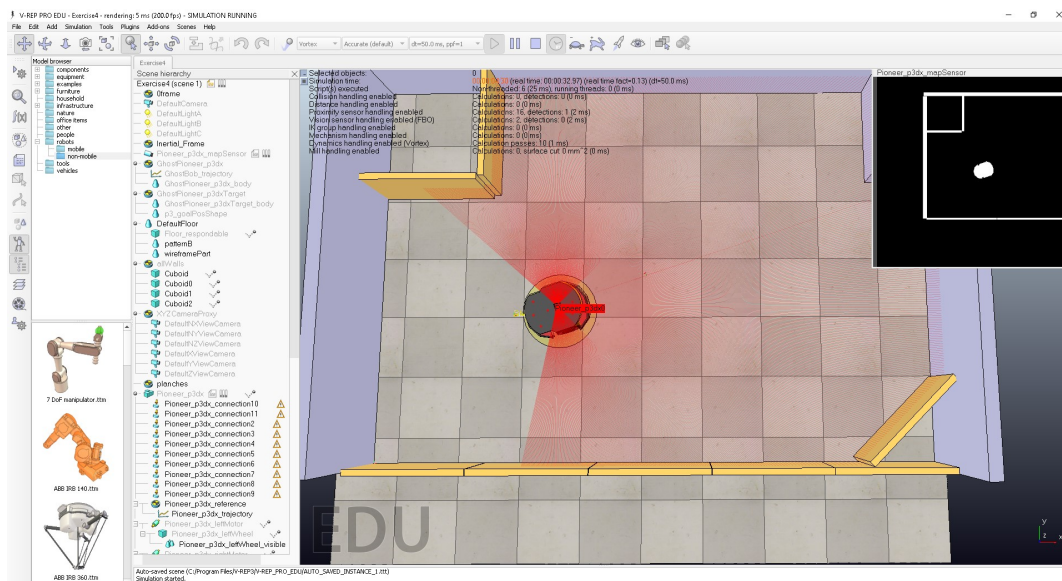 V-REP PRO EDU - Exercise4 - rendering: 5 ms (200.0 fps) - SIMULATION RUNNING
File Edit Add Simulation Tools Plugins Add-ons Scenes Help
Vortex Accurate (default) dt=50.0 ms, ppf=1
Model browser
components
equipment
examples
furniture
household
infrastructure
nature
office items
other
people
robots
mobile
non-mobile
tools
vehicles
7 DoF manipulator.ttm
ABB IRB 140.ttm
ABB IRB 360.ttm
Exercise4
Scene hierarchy
Exercise4 (scene 1)
0frame
DefaultCamera
DefaultLightA
DefaultLightB
DefaultLightC
Inertial_Frame
Pioneer_p3dx_mapSensor
GhostPioneer_p3dx
GhostBob_trajectory
GhostPioneer_p3dx_body
GhostPioneer_p3dxTarget
GhostPioneer_p3dxTarget_body
p3_goalPosShape
DefaultFloor
Floor_respondable
patternB
wireframePart
allWalls
Cuboid
Cuboid0
Cuboid1
Cuboid2
XYZCameraProxy
DefaultNXViewCamera
DefaultNYViewCamera
DefaultNZViewCamera
DefaultXViewCamera
DefaultYViewCamera
DefaultZViewCamera
planches
Pioneer_p3dx
Pioneer_p3dx_connection10
Pioneer_p3dx_connection11
Pioneer_p3dx_connection2
Pioneer_p3dx_connection3
Pioneer_p3dx_connection4
Pioneer_p3dx_connection5
Pioneer_p3dx_connection6
Pioneer_p3dx_connection7
Pioneer_p3dx_connection8
Pioneer_p3dx_connection9
Pioneer_p3dx_reference
Pioneer_p3dx_trajectory
Pioneer_p3dx_leftMotor
Pioneer_p3dx_leftWheel
Pioneer_p3dx_leftWheel_visible
Selected objects: 0
Simulation time: (real time: 00:00:32.97) (real time fact=0.13) (dt=50.0 ms)
Script(s) executed Non-threaded: 6 (25 ms), running threads: 0 (0 ms)
Collision handling enabled Calculations: 0, detections: 0 (0 ms)
Distance handling enabled Calculations: 0 (0 ms)
Proximity sensor handling enabled Calculations: 16, detections: 1 (2 ms)
Vision sensor handling enabled (FBO) Calculations: 2, detections: 0 (2 ms)
IK group handling enabled Calculations: 0 (0 ms)
Mechanism handling enabled Calculations: 0 (0 ms)
Dynamics handling enabled (Vortex) Calculation passes: 10 (1 ms)
Mill handling enabled Calculations: 0, surface cut 0 mm^2 (0 ms)
Pioneer_p3dx_mapSensor
Pioneer_p3dx
EDU
y
z
x
Auto-saved scene (C:/Program Files/V-REP3/V-REP_PRO_EDU/AUTO_SAVED_INSTANCE_1.ttt)
Simulation started.